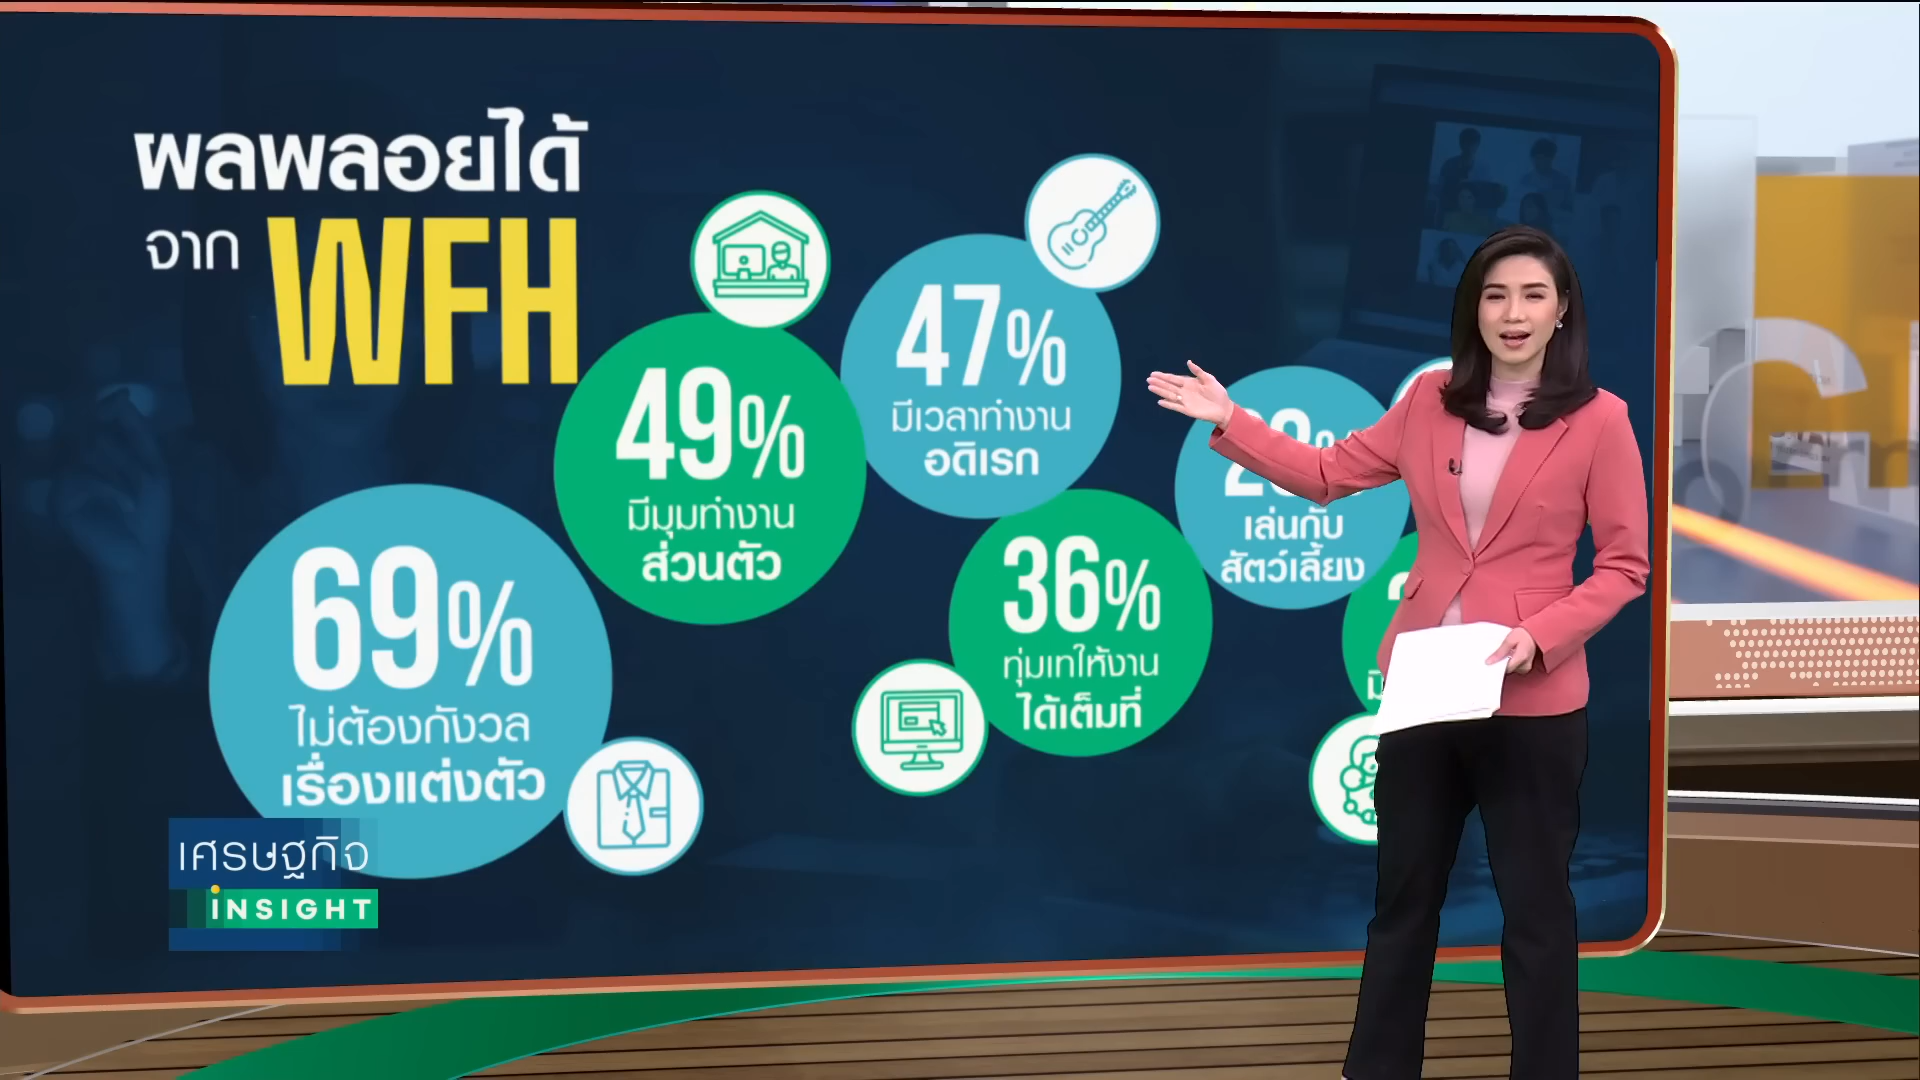 ผลพลอยได้
จาก WFH
69%
ไม่ต้องกังวล
เรื่องแต่งตัว
49%
มีมุมทำงาน
ส่วนตัว
47%
มีเวลาทำงาน
อดิเรก
36%
ทุ่มเทให้งาน
ได้เต็มที่
เล่นกับ
สัตว์เลี้ยง
เศรษฐกิจ
INSIGHT